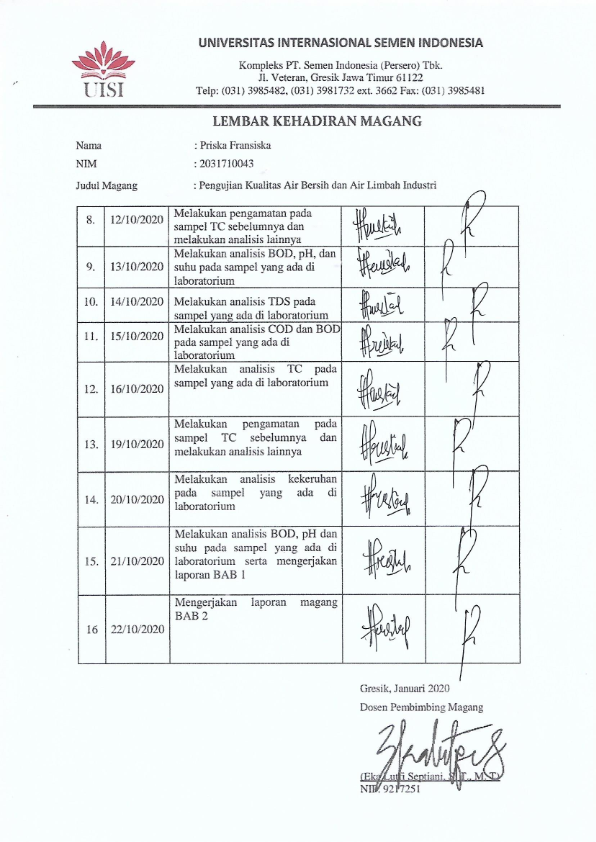 UNIVERSITAS INTERNASIONAL SEMEN INDONESIA
Kompleks PT. Semen Indonesia (Persero) Tbk.
Jl. Veteran, Gresik Jawa Timur 61122
Telp: (031) 3985482, (031) 3981732 ext. 3662 Fax: (031) 3985481
UISI
LEMBAR KEHADIRAN MAGANG
Nama : Priska Fransiska
NIM : 2031710043
Judul Magang : Pengujian Kualitas Air Bersih dan Air Limbah Industri
8. 12/10/2020 Melakukan pengamatan pada
sampel TC sebelumnya dan
melakukan analisis lainnya
9. 13/10/2020 Melakukan analisis BOD, pH, dan
suhu pada sampel yang ada di
laboratorium
10. 14/10/2020 Melakukan analisis TDS pada
sampel yang ada di laboratorium
11. 15/10/2020 Melakukan analisis COD dan BOD
pada sampel yang ada di
laboratorium
12. 16/10/2020 Melakukan analisis TC pada
sampel yang ada di laboratorium
13. 19/10/2020 Melakukan pengamatan pada
sampel TC sebelumnya dan
melakukan analisis lainnya
14. 20/10/2020 Melakukan analisis kekeruhan
pada sampel yang ada di
laboratorium
15. 21/10/2020 Melakukan analisis BOD, pH dan
suhu pada sampel yang ada di
laboratorium serta mengerjakan
laporan BAB 1
16 22/10/2020 Mengerjakan laporan magang
BAB 2
Gresik, Januari 2020
Dosen Pembimbing Magang
(Eka Lutfi Septiani, S.T., M.T)
NIP. 9217251